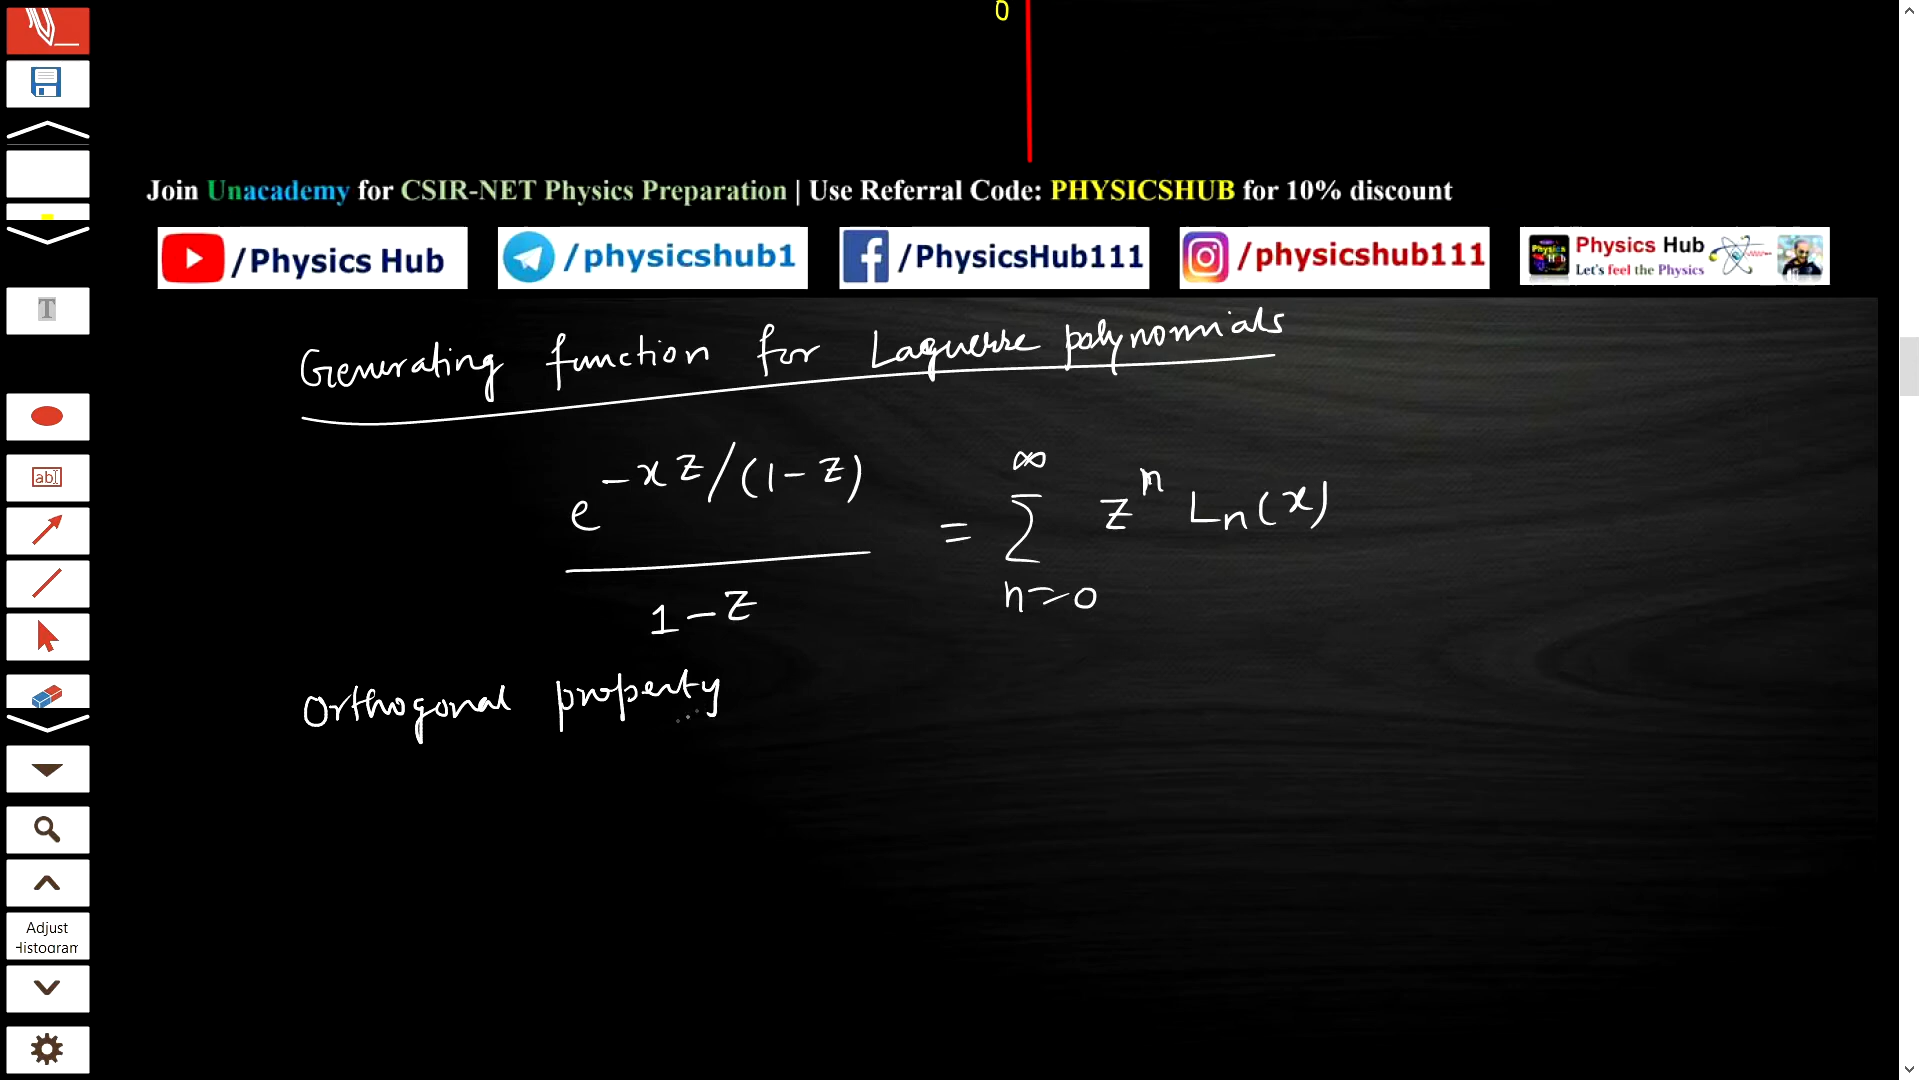 0
Join Unacademy for CSIR-NET Physics Preparation | Use Referral Code: PHYSICSHUB for 10% discount
/Physics Hub /physicshub1 /PhysicsHub111 /physicshub111 Physics Hub
Let's feel the Physics
Generating function for Laguerre polynomials
e^{-xz/(1-z)} / (1-z) = ∑_{n=0}^{∞} z^n Ln(x)
Orthogonal property
T
ab
Adjust
Histogram